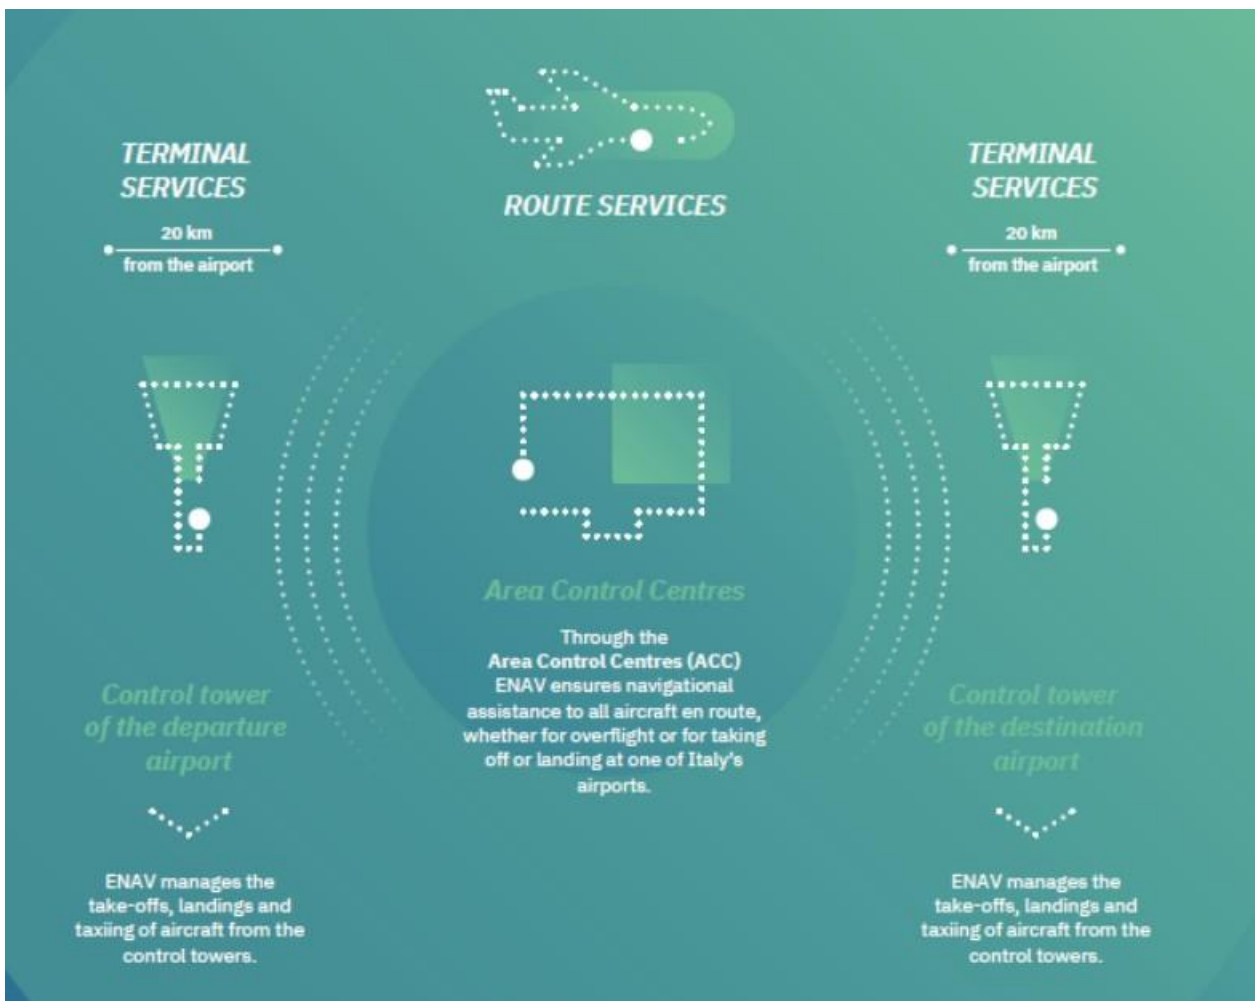 TERMINAL
SERVICES
20 km
from the airport
ROUTE SERVICES
TERMINAL
SERVICES
20 km
from the airport
Area Control Centres
Through the
Area Control Centres (ACC)
ENAV ensures navigational
assistance to all aircraft en route,
whether for overflight or for taking
off or landing at one of Italy's
airports.
Control tower
of the departure
airport
ENAV manages the
take-offs, landings and
taxiing of aircraft from the
control towers.
Control tower
of the destination
airport
ENAV manages the
take-offs, landings and
taxiing of aircraft from the
control towers.